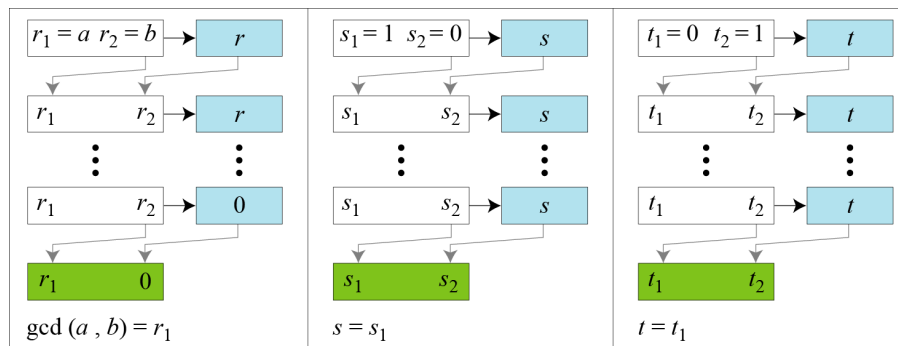 r₁ = a r₂ = b r
r₁ r₂ r
r₁ r₂ 0
r₁ 0
gcd (a , b) = r₁
s₁ = 1 s₂ = 0 s
s₁ s₂ s
s₁ s₂ s
s₁ s₂
s = s₁
t₁ = 0 t₂ = 1 t
t₁ t₂ t
t₁ t₂ t
t₁ t₂
t = t₁